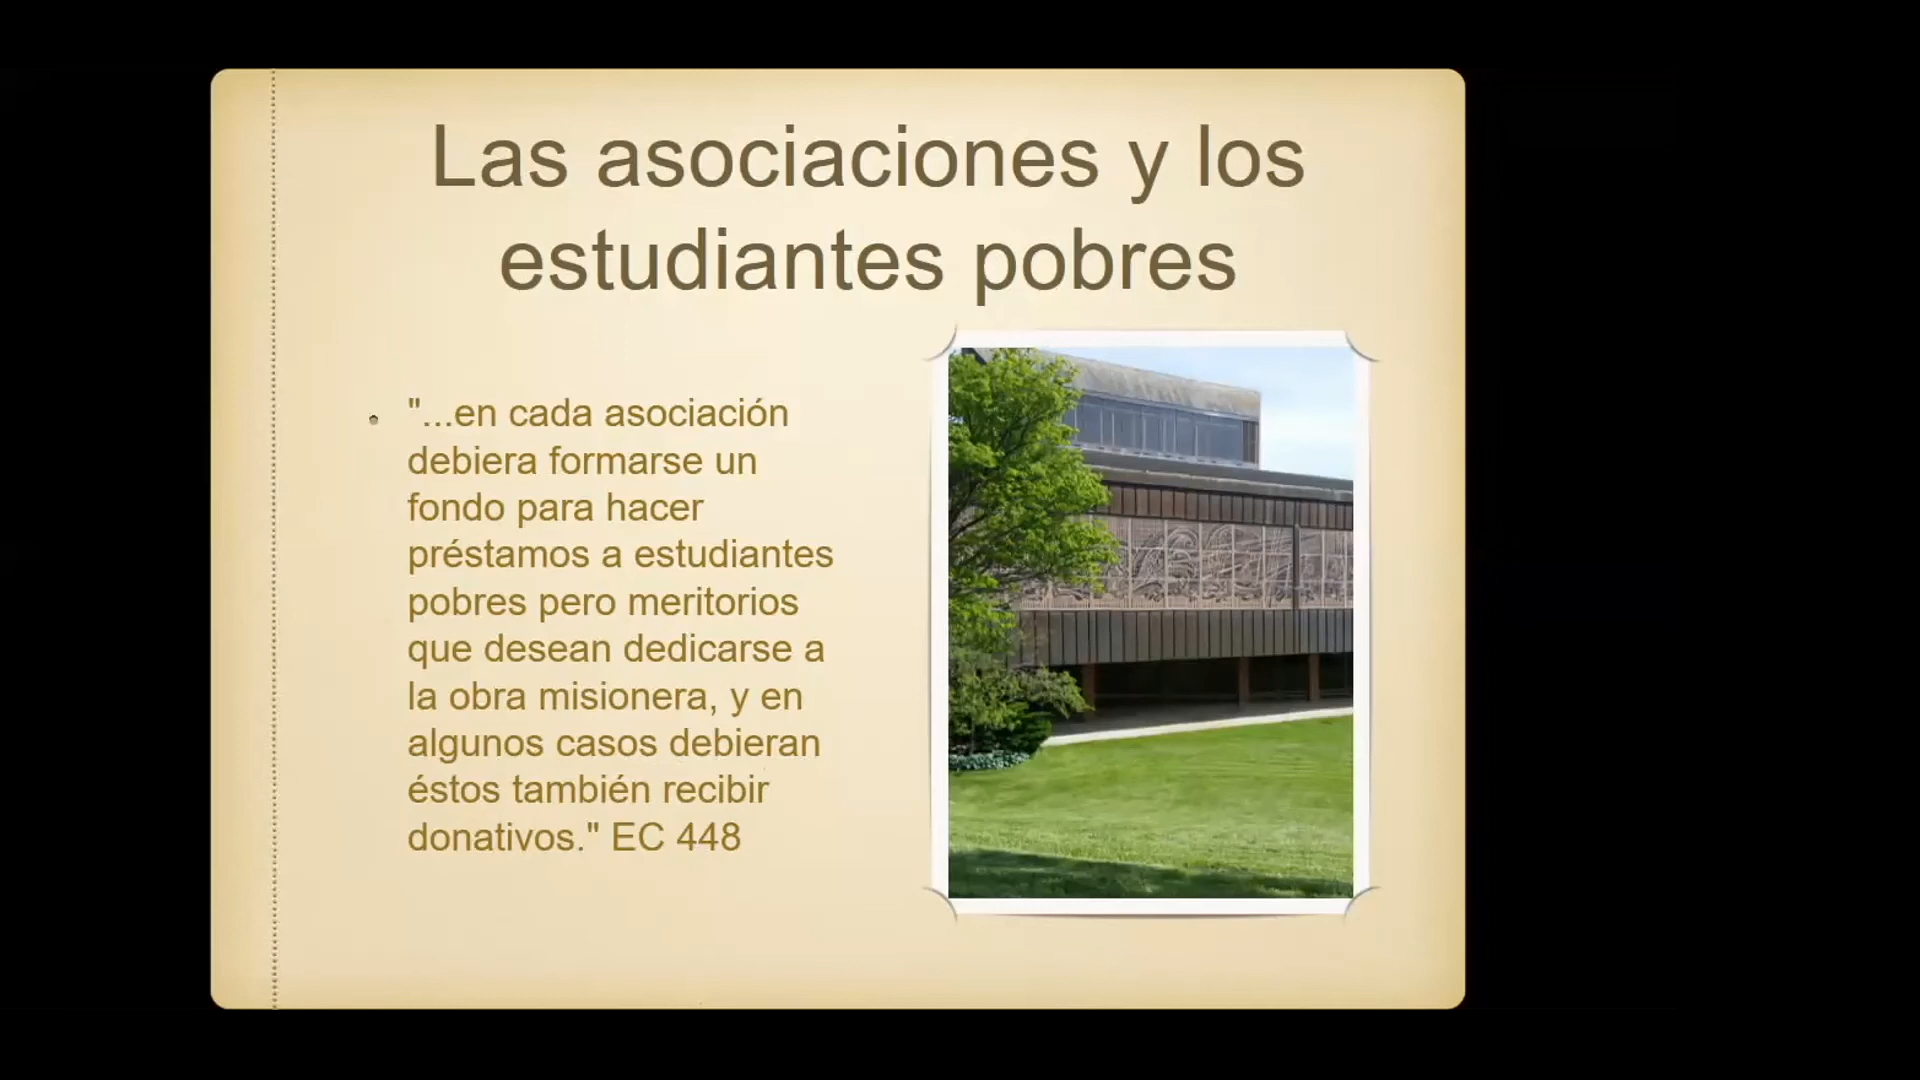 Las asociaciones y los
estudiantes pobres
• "...en cada asociación
debiera formarse un
fondo para hacer
préstamos a estudiantes
pobres pero meritorios
que desean dedicarse a
la obra misionera, y en
algunos casos debieran
éstos también recibir
donativos." EC 448